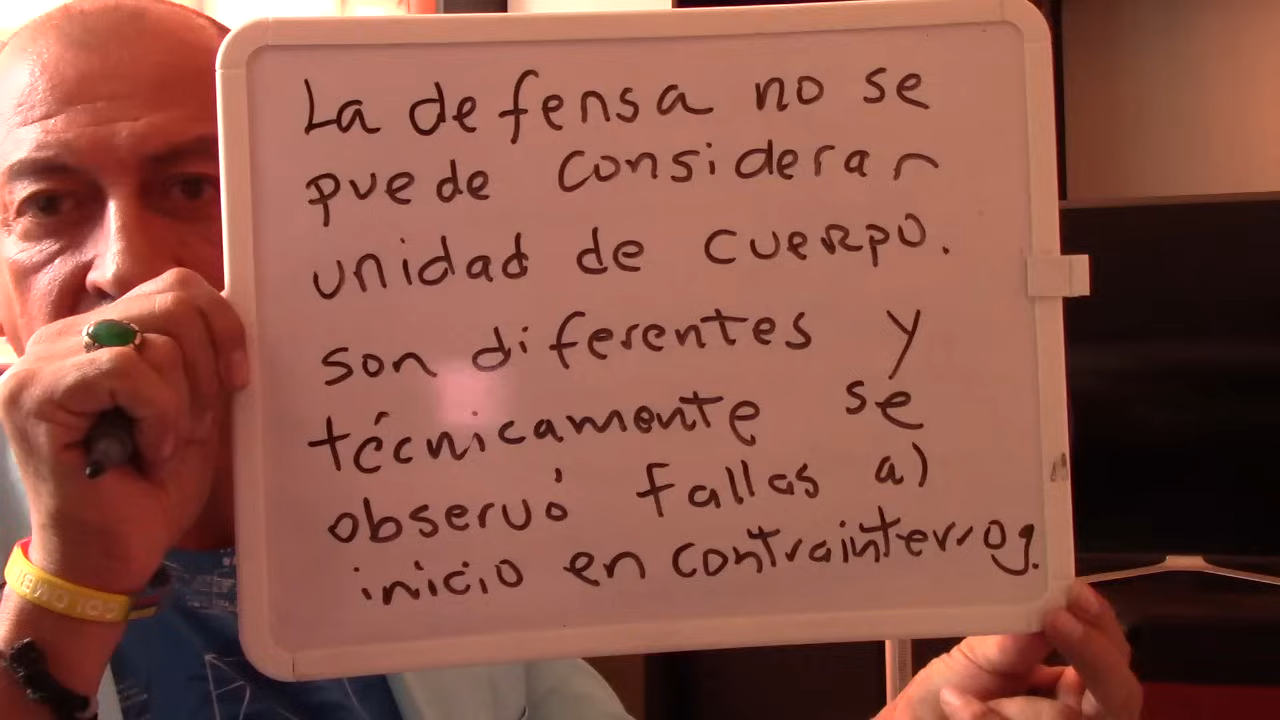 La defensa no se
puede considerar
unidad de cuerpo.
son diferentes y
técnicamente se
observó fallas al
inicio en contrainterrog.